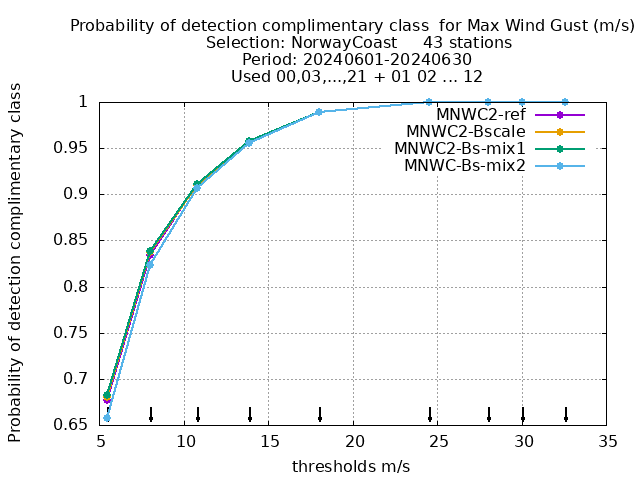 Probability of detection complimentary class  for Max Wind Gust (m/s)
Selection: NorwayCoast     43 stations
Period: 20240601-20240630
Used 00,03,...,21 + 01 02 ... 12
Probability of detection complimentary class
1
0.95
0.9
0.85
0.8
0.75
0.7
0.65
MNWC2-ref
MNWC2-Bscale
MNWC2-Bs-mix1
MNWC-Bs-mix2
5 10 15 20 25 30 35
thresholds m/s